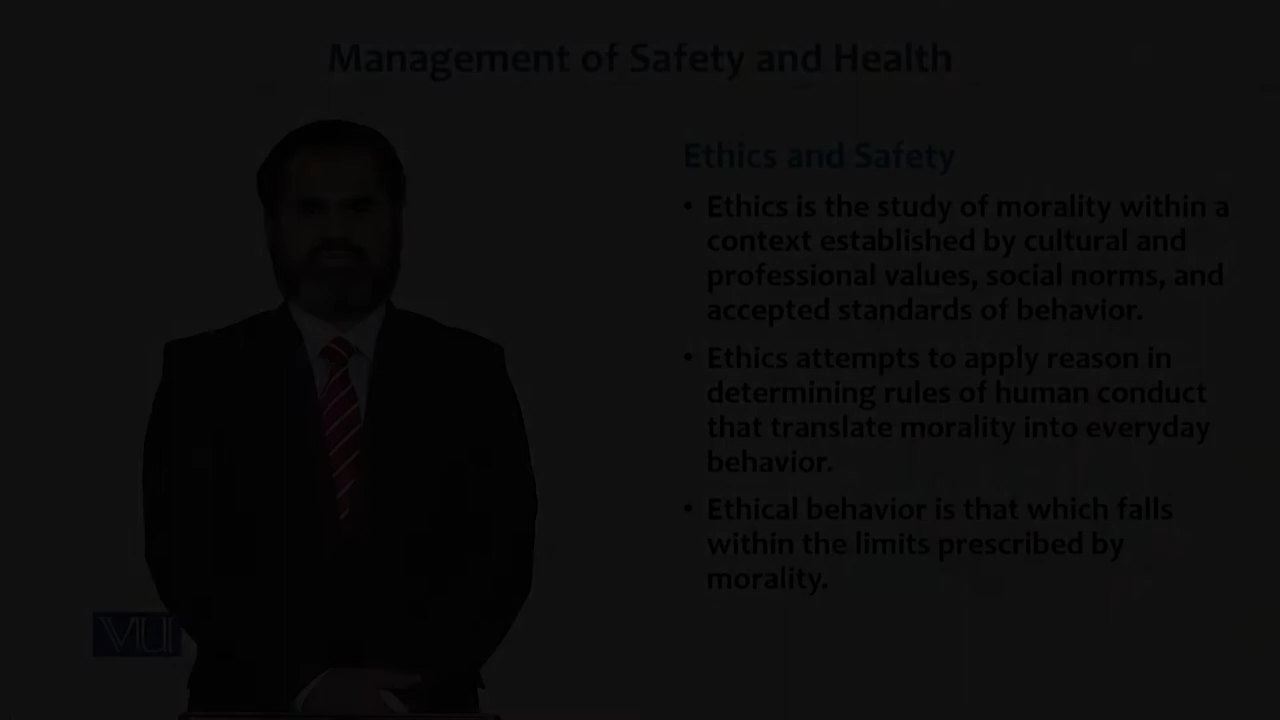 Management of Safety and Health
Ethics and Safety
• Ethics is the study of morality within a
context established by cultural and
professional values, social norms, and
accepted standards of behavior.
• Ethics attempts to apply reason in
determining rules of human conduct
that translate morality into everyday
behavior.
• Ethical behavior is that which falls
within the limits prescribed by
morality.
VU